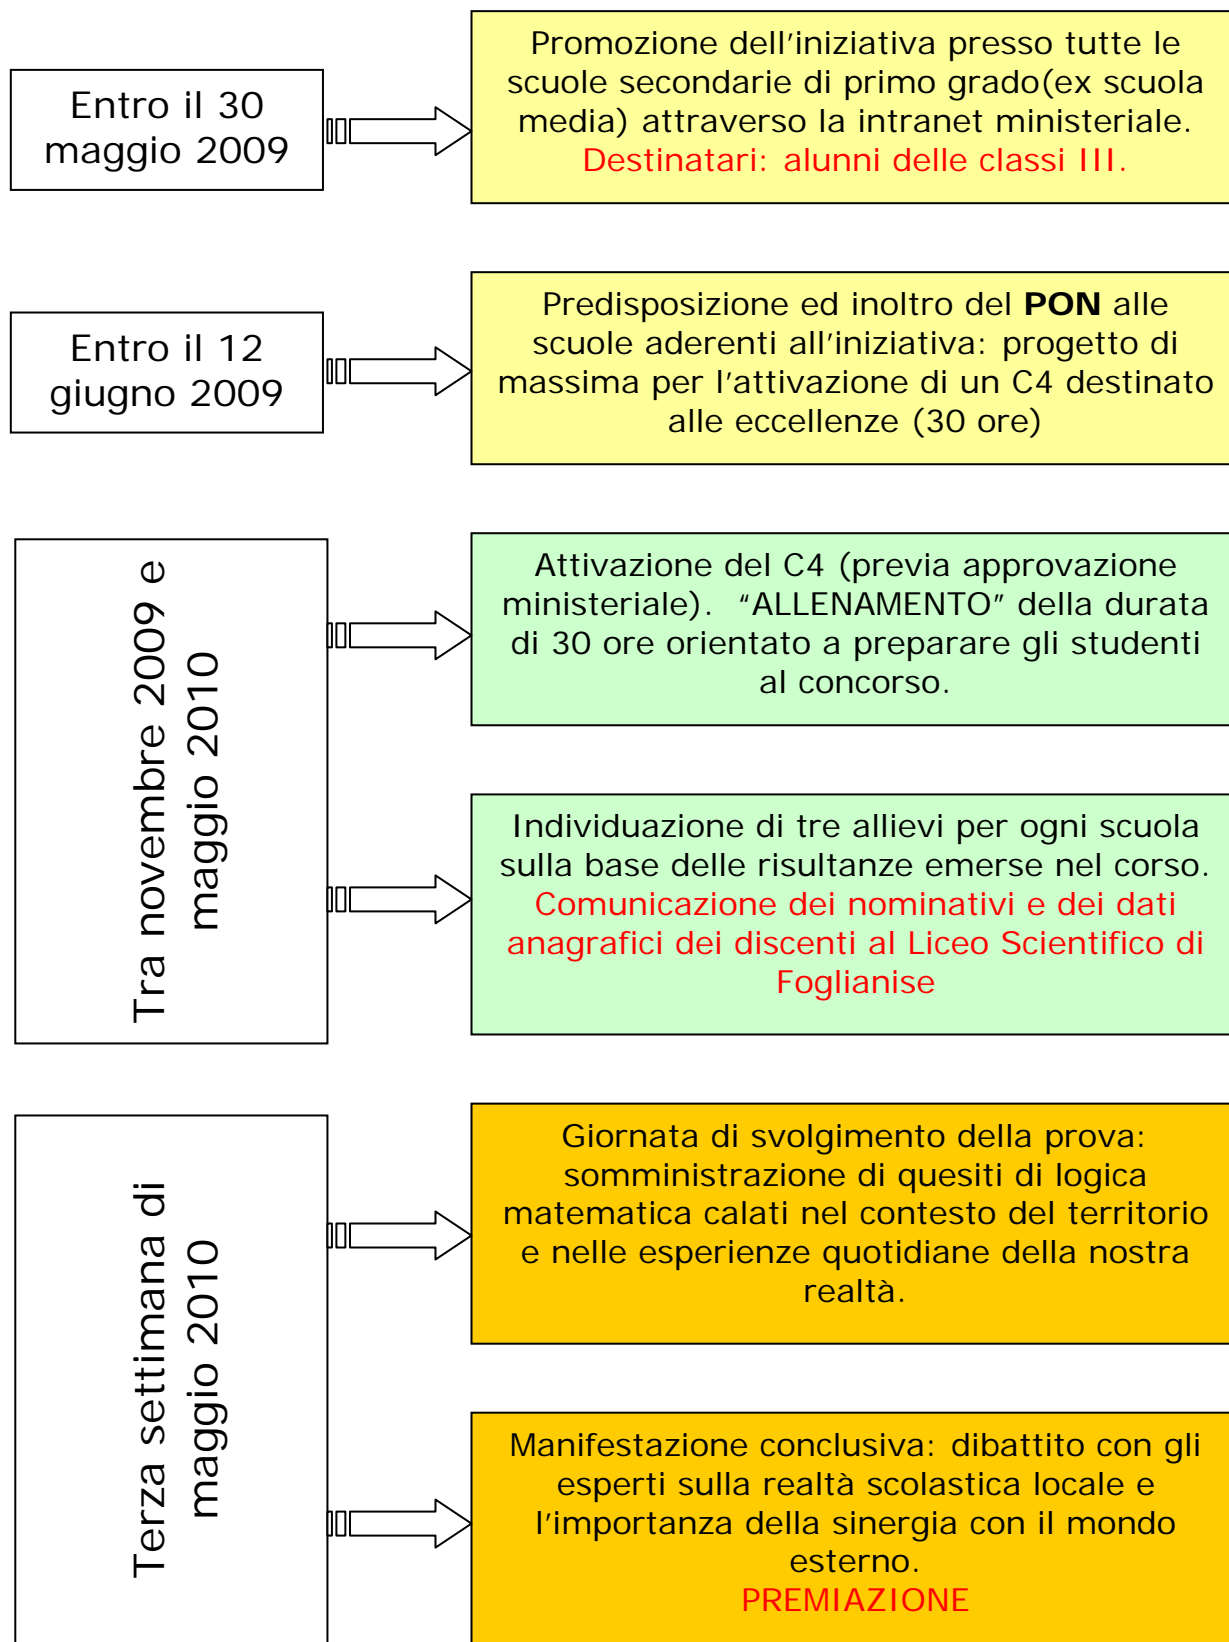 Entro il 30
maggio 2009
Promozione dell'iniziativa presso tutte le
scuole secondarie di primo grado(ex scuola
media) attraverso la intranet ministeriale.
Destinatari: alunni delle classi III.
Entro il 12
giugno 2009
Predisposizione ed inoltro del PON alle
scuole aderenti all'iniziativa: progetto di
massima per l'attivazione di un C4 destinato
alle eccellenze (30 ore)
Tra novembre 2009 e
maggio 2010
Attivazione del C4 (previa approvazione
ministeriale). "ALLENAMENTO" della durata
di 30 ore orientato a preparare gli studenti
al concorso.
Individuazione di tre allievi per ogni scuola
sulla base delle risultanze emerse nel corso.
Comunicazione dei nominativi e dei dati
anagrafici dei discenti al Liceo Scientifico di
Foglianise
Terza settimana di
maggio 2010
Giornata di svolgimento della prova:
somministrazione di quesiti di logica
matematica calati nel contesto del territorio
e nelle esperienze quotidiane della nostra
realtà.
Manifestazione conclusiva: dibattito con gli
esperti sulla realtà scolastica locale e
l'importanza della sinergia con il mondo
esterno.
PREMIAZIONE